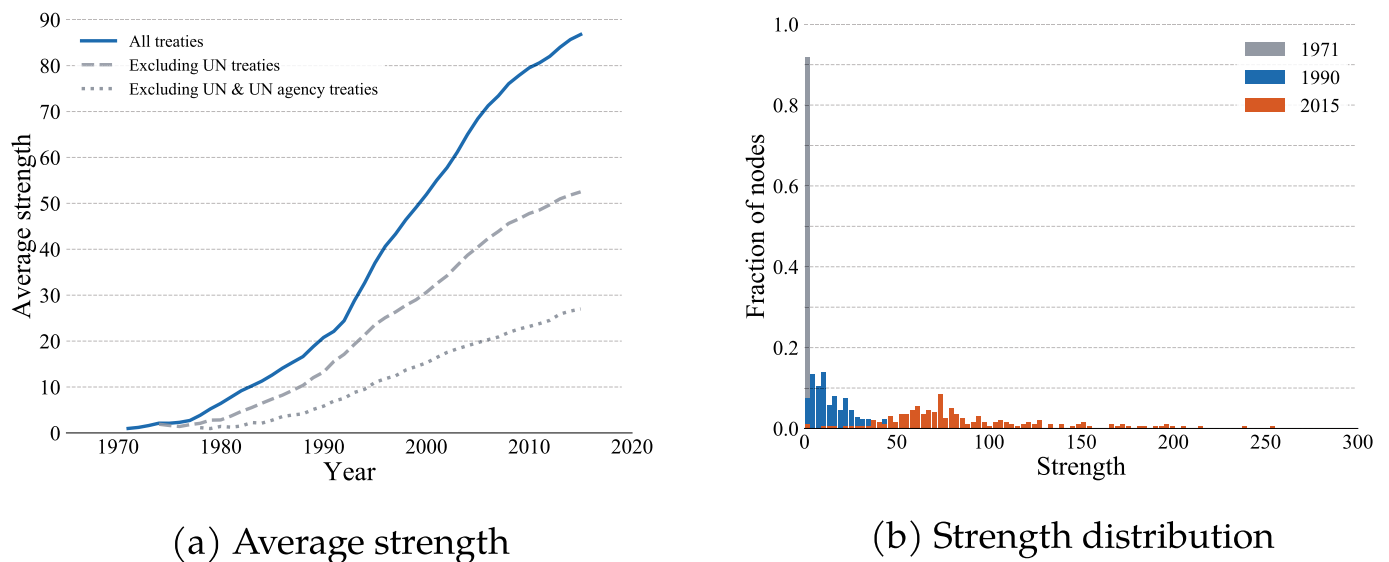 90
80
70
60
50
40
30
20
10
0
Average strength
All treaties
Excluding UN treaties
Excluding UN & UN agency treaties
1970 1980 1990 2000 2010 2020
Year
(a) Average strength
1.0
0.8
0.6
0.4
0.2
0.0
Fraction of nodes
1971
1990
2015
0 50 100 150 200 250 300
Strength
(b) Strength distribution